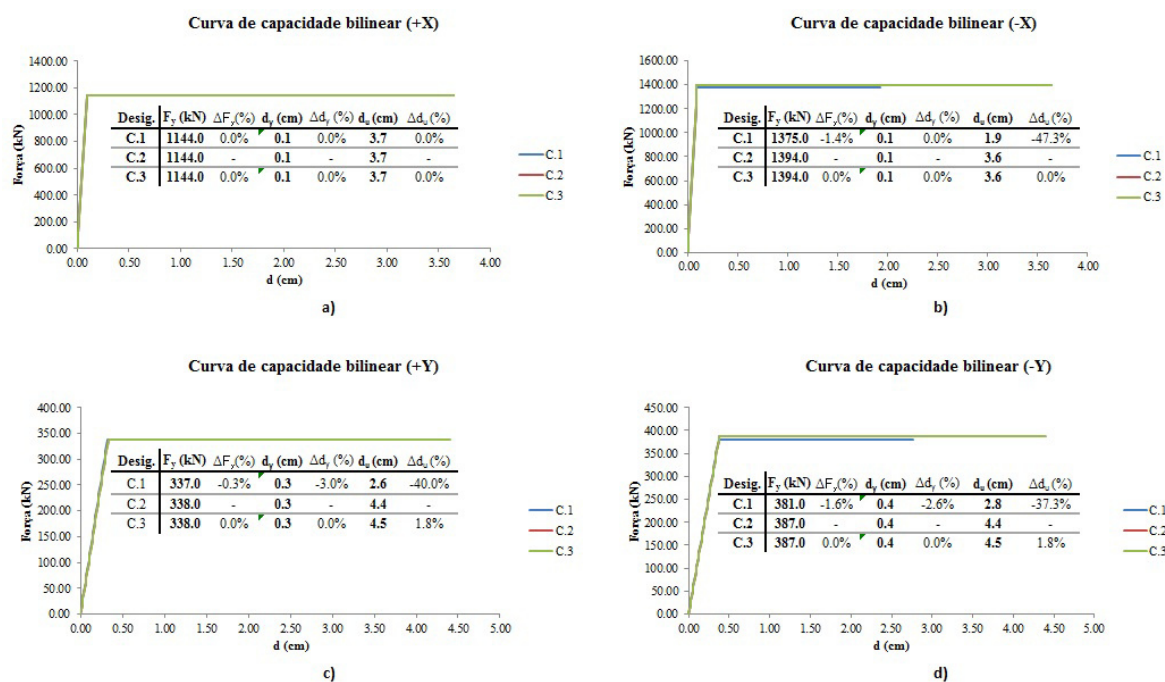 Curva de capacidade bilinear (+X)
Força (kN)
1400.00
1200.00
1000.00
800.00
600.00
400.00
200.00
0.00
Desig. Fy (kN) ΔFy(%) dy (cm) Δdy (%) du (cm) Δdu (%)
C.1 1144.0 0.0% 0.1 0.0% 3.7 0.0%
C.2 1144.0 - 0.1 - 3.7 -
C.3 1144.0 0.0% 0.1 0.0% 3.7 0.0%
C.1
C.2
C.3
0.00 0.50 1.00 1.50 2.00 2.50 3.00 3.50 4.00
d (cm)
a)
Curva de capacidade bilinear (-X)
Força (kN)
1600.00
1400.00
1200.00
1000.00
800.00
600.00
400.00
200.00
0.00
Desig. Fy (kN) ΔFy(%) dy (cm) Δdy (%) du (cm) Δdu (%)
C.1 1375.0 -1.4% 0.1 0.0% 1.9 -47.3%
C.2 1394.0 - 0.1 - 3.6 -
C.3 1394.0 0.0% 0.1 0.0% 3.6 0.0%
C.1
C.2
C.3
0.00 0.50 1.00 1.50 2.00 2.50 3.00 3.50 4.00
d (cm)
b)
Curva de capacidade bilinear (+Y)
Força (kN)
400.00
350.00
300.00
250.00
200.00
150.00
100.00
50.00
0.00
Desig. Fy (kN) ΔFy(%) dy (cm) Δdy (%) du (cm) Δdu (%)
C.1 337.0 -0.3% 0.3 -3.0% 2.6 -40.0%
C.2 338.0 - 0.3 - 4.4 -
C.3 338.0 0.0% 0.3 0.0% 4.5 1.8%
C.1
C.2
C.3
0.00 0.50 1.00 1.50 2.00 2.50 3.00 3.50 4.00 4.50 5.00
d (cm)
c)
Curva de capacidade bilinear (-Y)
Força (kN)
450.00
400.00
350.00
300.00
250.00
200.00
150.00
100.00
50.00
0.00
Desig. Fy (kN) ΔFy(%) dy (cm) Δdy (%) du (cm) Δdu (%)
C.1 381.0 -1.6% 0.4 -2.6% 2.8 -37.3%
C.2 387.0 - 0.4 - 4.4 -
C.3 387.0 0.0% 0.4 0.0% 4.5 1.8%
C.1
C.2
C.3
0.00 0.50 1.00 1.50 2.00 2.50 3.00 3.50 4.00 4.50 5.00
d (cm)
d)